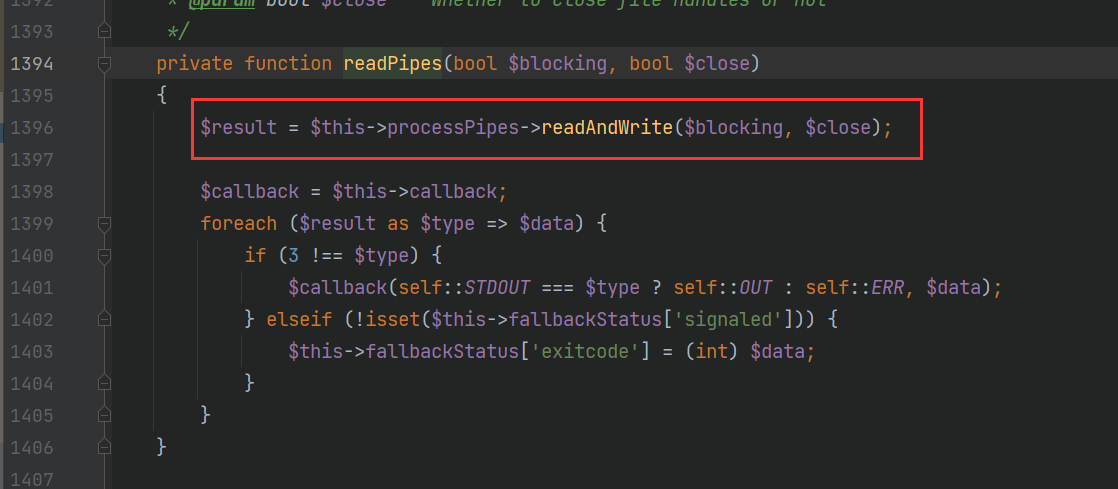 1392 * @param bool $close Whether to close file handles or not
1393 */
1394 private function readPipes(bool $blocking, bool $close)
1395 {
1396 $result = $this->processPipes->readAndWrite($blocking, $close);
1397
1398 $callback = $this->callback;
1399 foreach ($result as $type => $data) {
1400 if (3 !== $type) {
1401 $callback(self::STDOUT === $type ? self::OUT : self::ERR, $data);
1402 } elseif (!isset($this->fallbackStatus['signaled'])) {
1403 $this->fallbackStatus['exitcode'] = (int) $data;
1404 }
1405 }
1406 }
1407